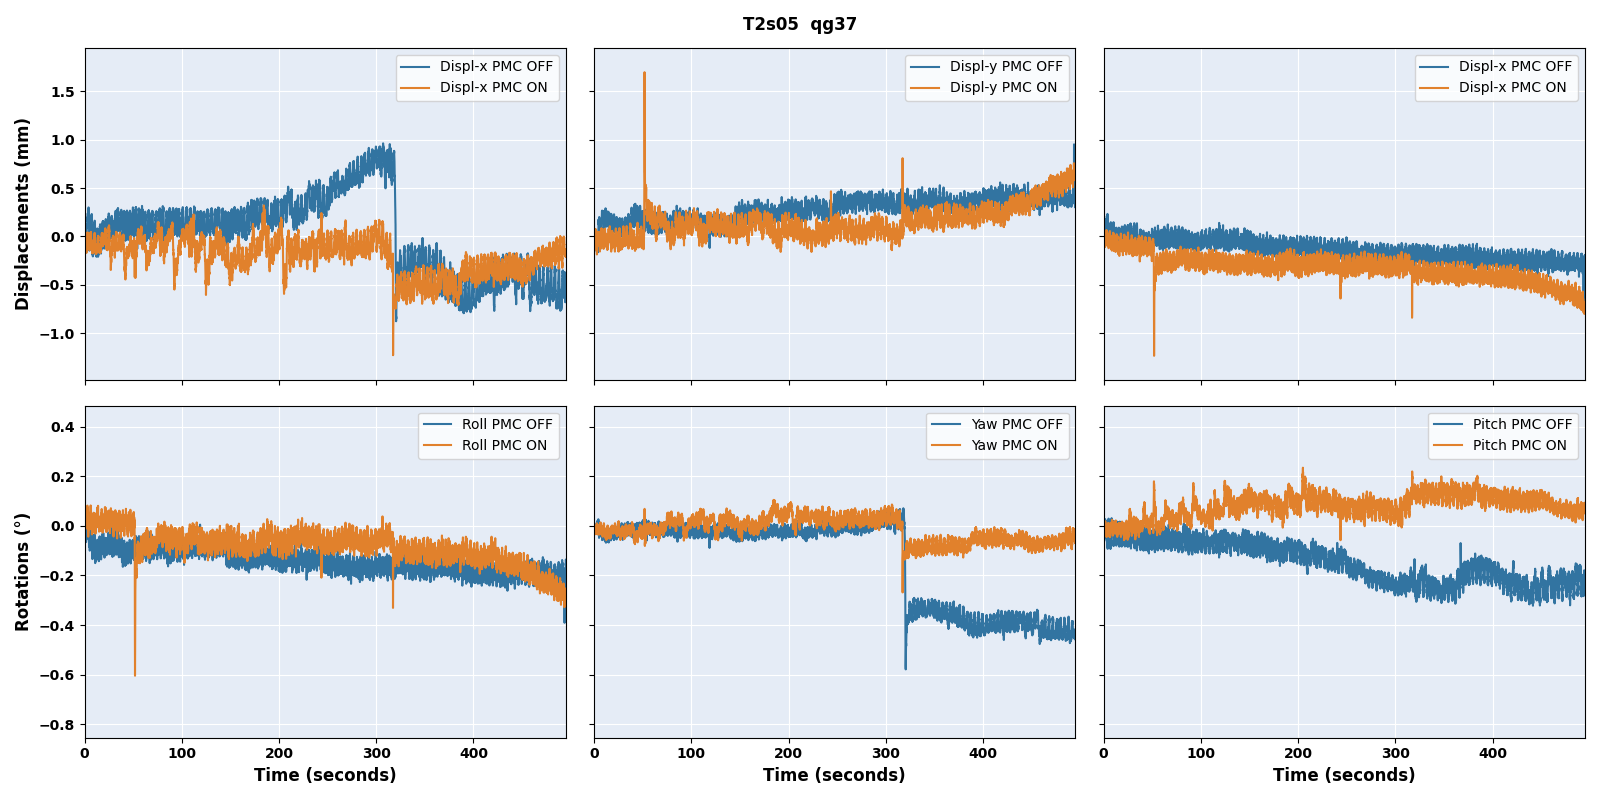 T2s05 qg37
Displacements (mm)
1.5
1.0
0.5
0.0
−0.5
−1.0
Displ-x PMC OFF
Displ-x PMC ON
Displ-y PMC OFF
Displ-y PMC ON
Displ-x PMC OFF
Displ-x PMC ON
Rotations (°)
0.4
0.2
0.0
−0.2
−0.4
−0.6
−0.8
Roll PMC OFF
Roll PMC ON
Yaw PMC OFF
Yaw PMC ON
Pitch PMC OFF
Pitch PMC ON
0 100 200 300 400
0 100 200 300 400
0 100 200 300 400
Time (seconds)
Time (seconds)
Time (seconds)